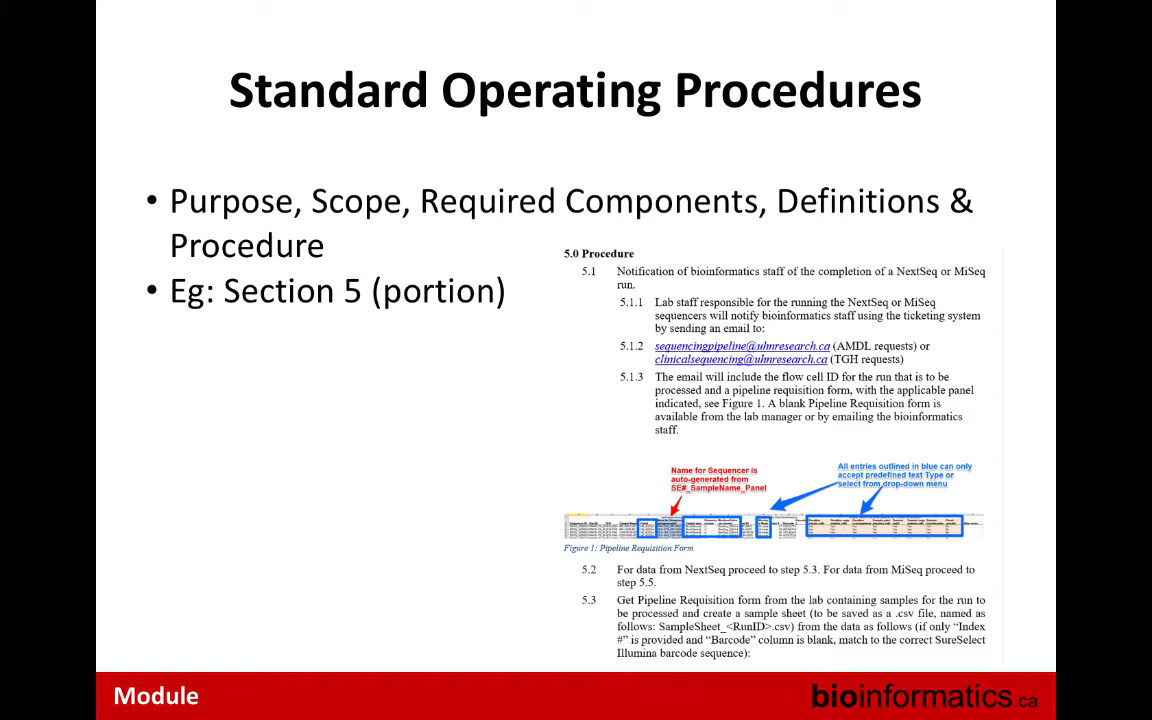 Standard Operating Procedures
• Purpose, Scope, Required Components, Definitions &
Procedure
• Eg: Section 5 (portion)
5.0 Procedure
5.1 Notification of bioinformatics staff of the completion of a NextSeq or MiSeq
run.
5.1.1 Lab staff responsible for the running the NextSeq or MiSeq
sequencers will notify bioinformatics staff using the ticketing system
by sending an email to:
5.1.2 sequencingpipeline@uhnresearch.ca (AMDL requests) or
clinicalsequencing@uhnresearch.ca (TGH requests)
5.1.3 The email will include the flow cell ID for the run that is to be
processed and a pipeline requisition form, with the applicable panel
indicated, see Figure 1. A blank Pipeline Requisition form is
available from the lab manager or by emailing the bioinformatics
staff.
Name for Sequencer is
auto-generated from
SE#_SampleName_Panel
All entries outlined in blue can only
accept predefined text Type or
select from drop-down menu
Figure 1: Pipeline Requisition Form
5.2 For data from NextSeq proceed to step 5.3. For data from MiSeq proceed to
step 5.5.
5.3 Get Pipeline Requisition form from the lab containing samples for the run to
be processed and create a sample sheet (to be saved as a .csv file, named as
follows: SampleSheet_<RunID>.csv) from the data as follows (if only “Index
#” is provided and “Barcode” column is blank, match to the correct SureSelect
Illumina barcode sequence):
Module
bioinformatics.ca